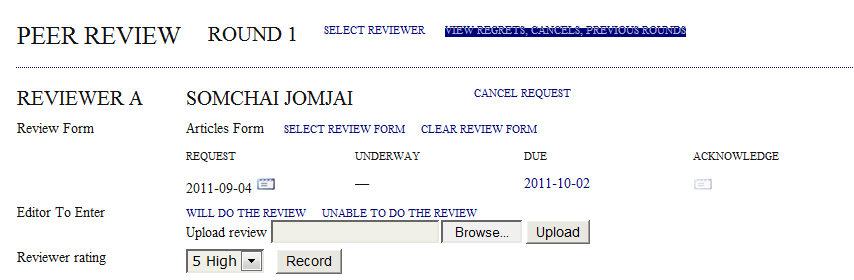 PEER REVIEW ROUND 1 SELECT REVIEWER VIEW REGRETS, CANCELS, PREVIOUS ROUNDS
REVIEWER A SOMCHAI JOMJAI CANCEL REQUEST
Review Form Articles Form SELECT REVIEW FORM CLEAR REVIEW FORM
REQUEST UNDERWAY DUE ACKNOWLEDGE
2011-09-04 — 2011-10-02
Editor To Enter WILL DO THE REVIEW UNABLE TO DO THE REVIEW
Upload review Browse... Upload
Reviewer rating 5 High Record